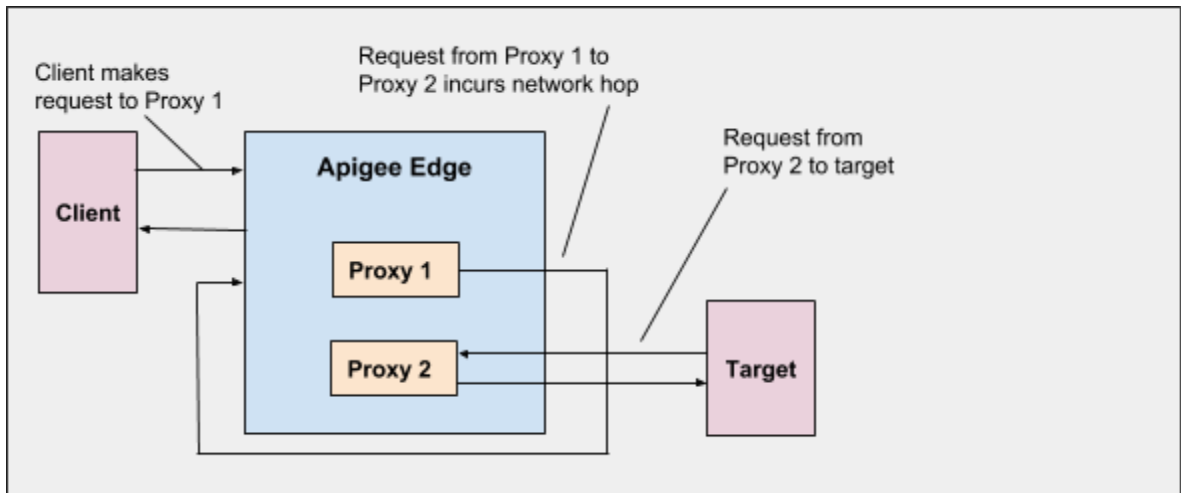 Client makes
request to Proxy 1
Request from Proxy 1 to
Proxy 2 incurs network hop
Request from
Proxy 2 to target
Apigee Edge
Client
Proxy 1
Proxy 2
Target